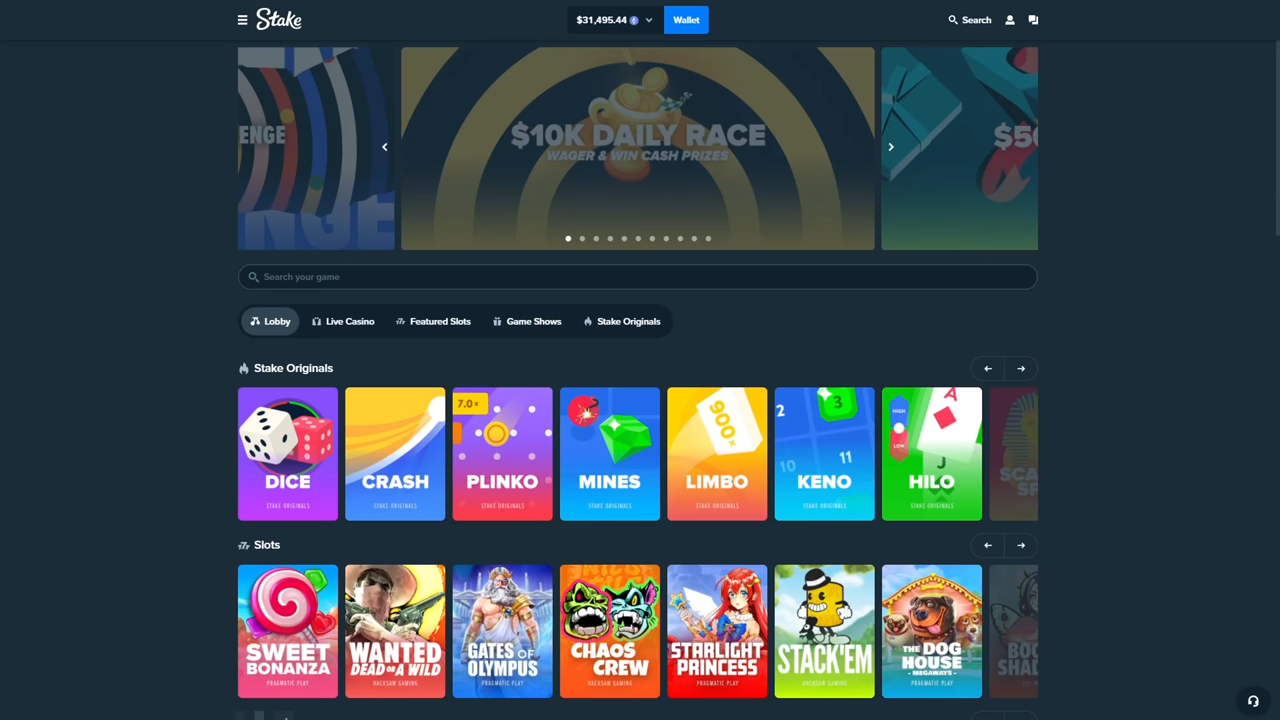 Stake
$31,495.44
Wallet
Search
ENGE
NGE
$10K DAILY RACE
WAGER & WIN CASH PRIZES
Search your game
Lobby
Live Casino
Featured Slots
Game Shows
Stake Originals
Stake Originals
DICE
STAKE ORIGINALS
CRASH
STAKE ORIGINALS
7.0×
PLINKO
STAKE ORIGINALS
MINES
STAKE ORIGINALS
900×
LIMBO
STAKE ORIGINALS
2
3
10
11
KENO
STAKE ORIGINALS
HIGH
LOW
A
J
HILO
STAKE ORIGINALS
Slots
SWEET
BONANZA
PRAGMATIC PLAY
WANTED
DEAD OR A WILD
HACKSAW GAMING
GATES OF
OLYMPUS
PRAGMATIC PLAY
CHAOS
CREW
HACKSAW GAMING
STARLIGHT
PRINCESS
PRAGMATIC PLAY
STACK'EM
HACKSAW GAMING
THE DOG
HOUSE
- MEGAWAYS -
PRAGMATIC PLAY